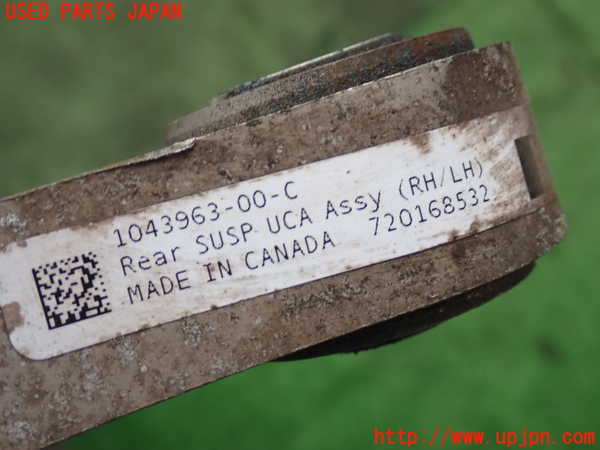 USED PARTS JAPAN
1043963-00-C
Rear SUSP UCA Assy (RH/LH)
MADE IN CANADA 720168532
http://www.upjpn.com